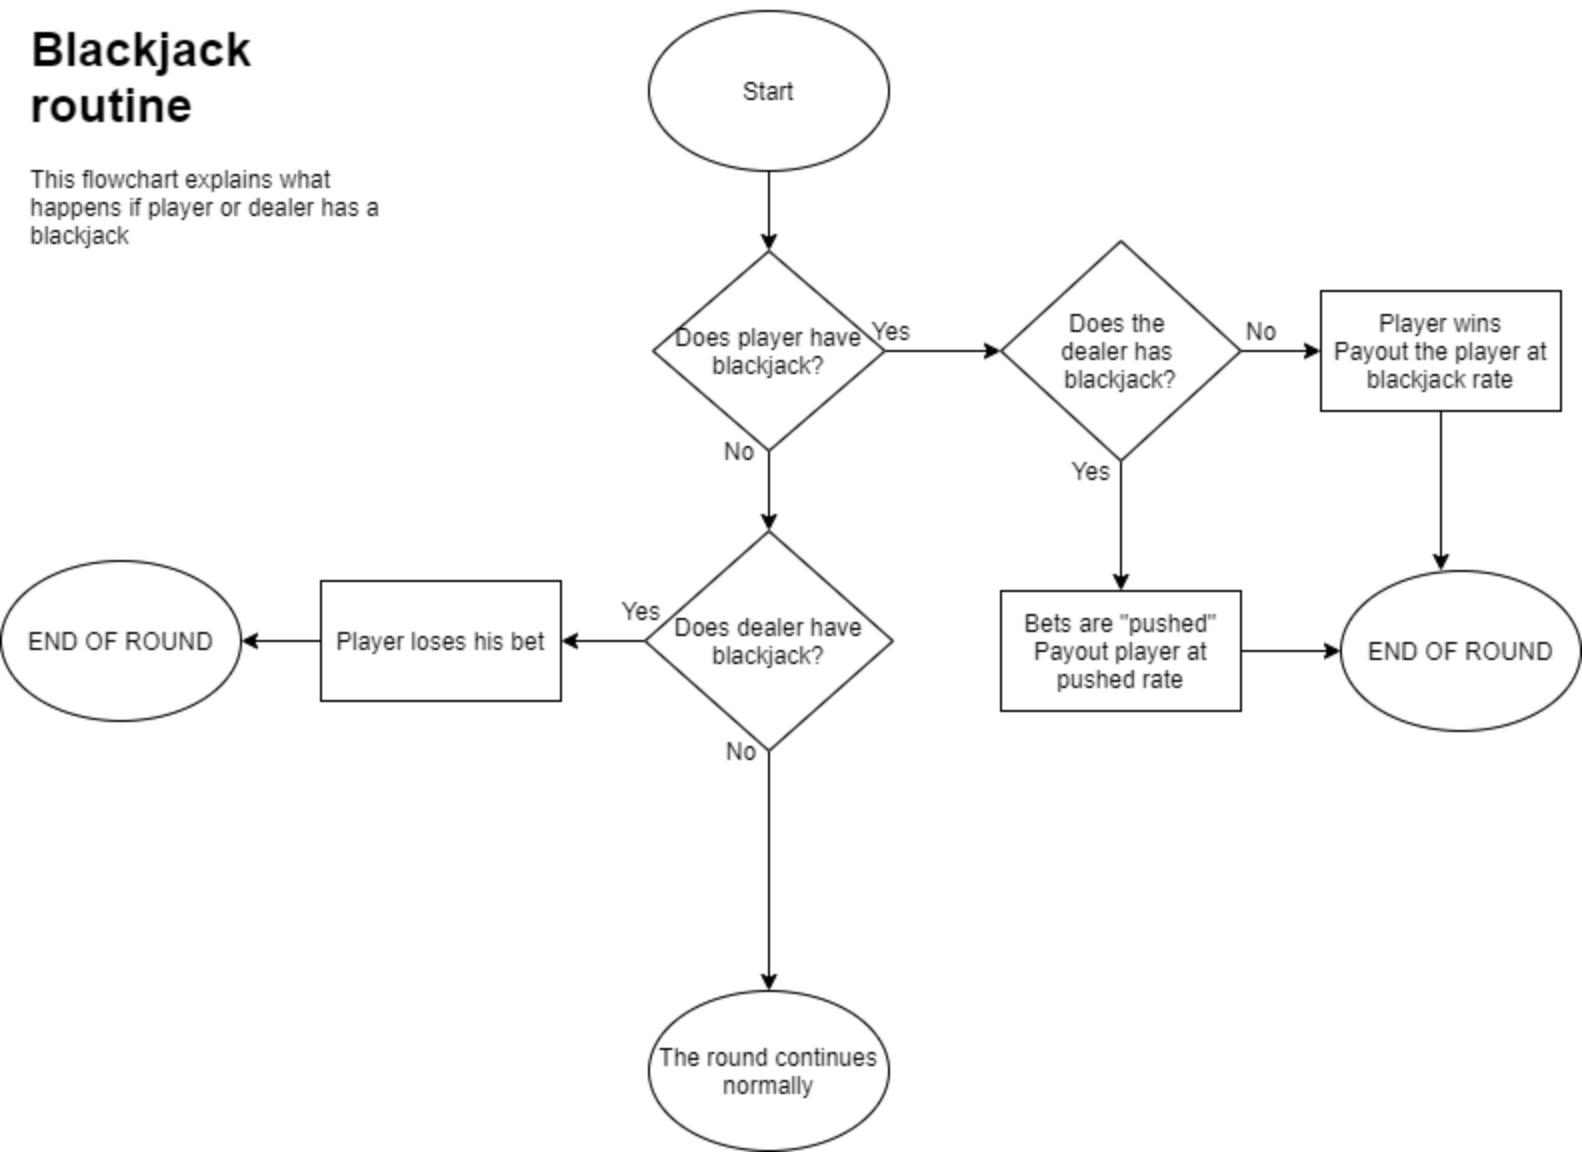 Blackjack
routine
This flowchart explains what
happens if player or dealer has a
blackjack
Start
Does player have
blackjack?
Yes
No
Does the
dealer has
blackjack?
No
Yes
Player wins
Payout the player at
blackjack rate
Bets are "pushed"
Payout player at
pushed rate
END OF ROUND
Does dealer have
blackjack?
Yes
No
Player loses his bet
END OF ROUND
The round continues
normally